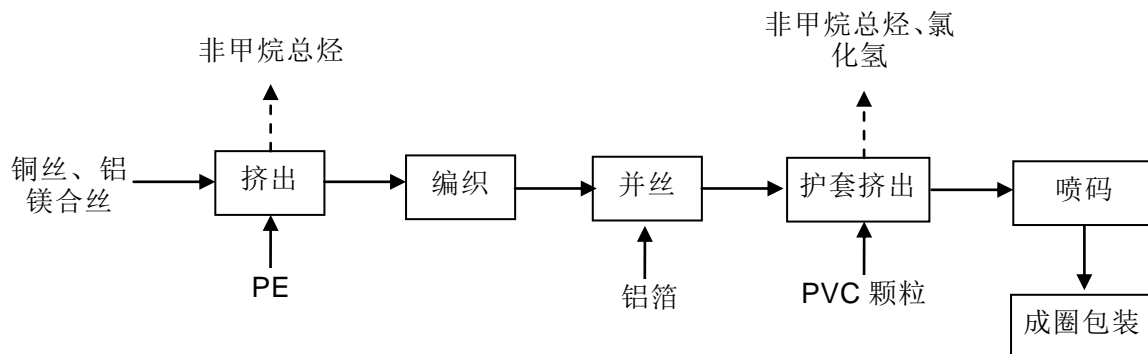 非甲烷总烃
非甲烷总烃、氯
化氢
铜丝、铝
镁合丝
挤出
编织
并丝
护套挤出
喷码
PE
铝箔
PVC 颗粒
成圈包装